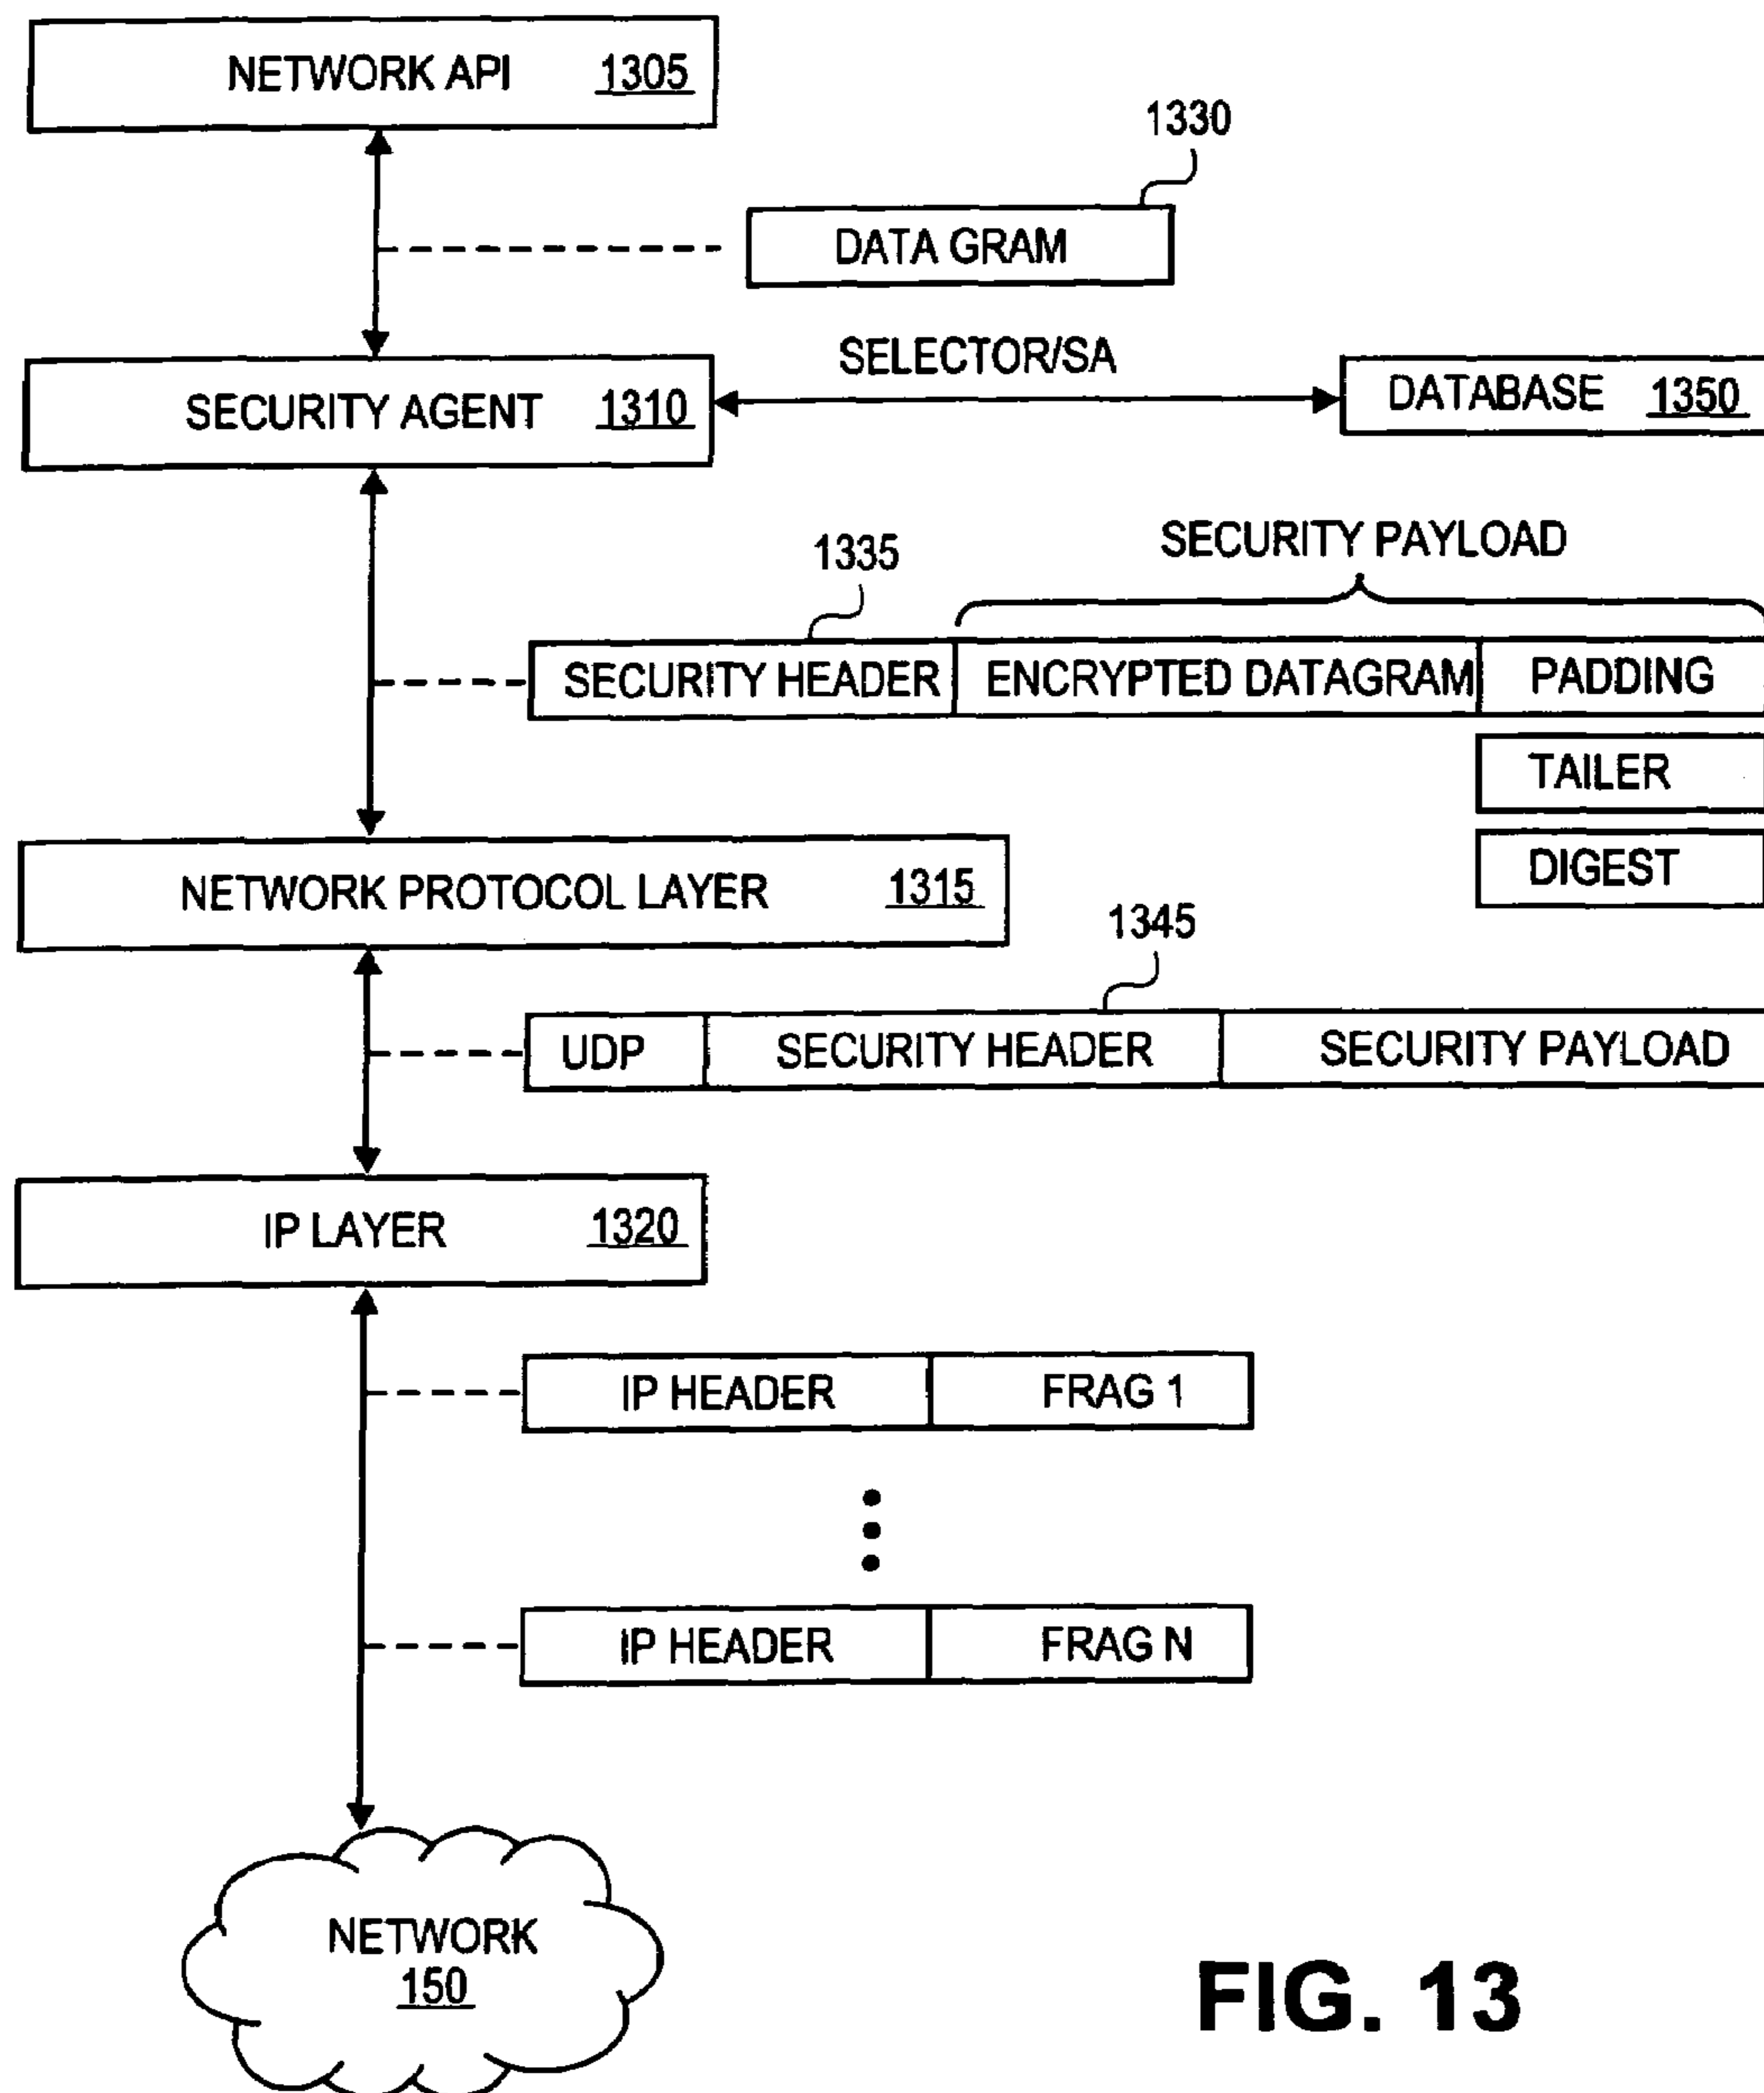 NETWORK API 1305
1330
DATA GRAM
SELECTOR/SA
SECURITY AGENT 1310
DATABASE 1350
SECURITY PAYLOAD
1335
SECURITY HEADER ENCRYPTED DATAGRAM PADDING
TAILER
DIGEST
NETWORK PROTOCOL LAYER 1315
1345
UDP SECURITY HEADER SECURITY PAYLOAD
IP LAYER 1320
IP HEADER FRAG 1
IP HEADER FRAG N
NETWORK
150
FIG. 13